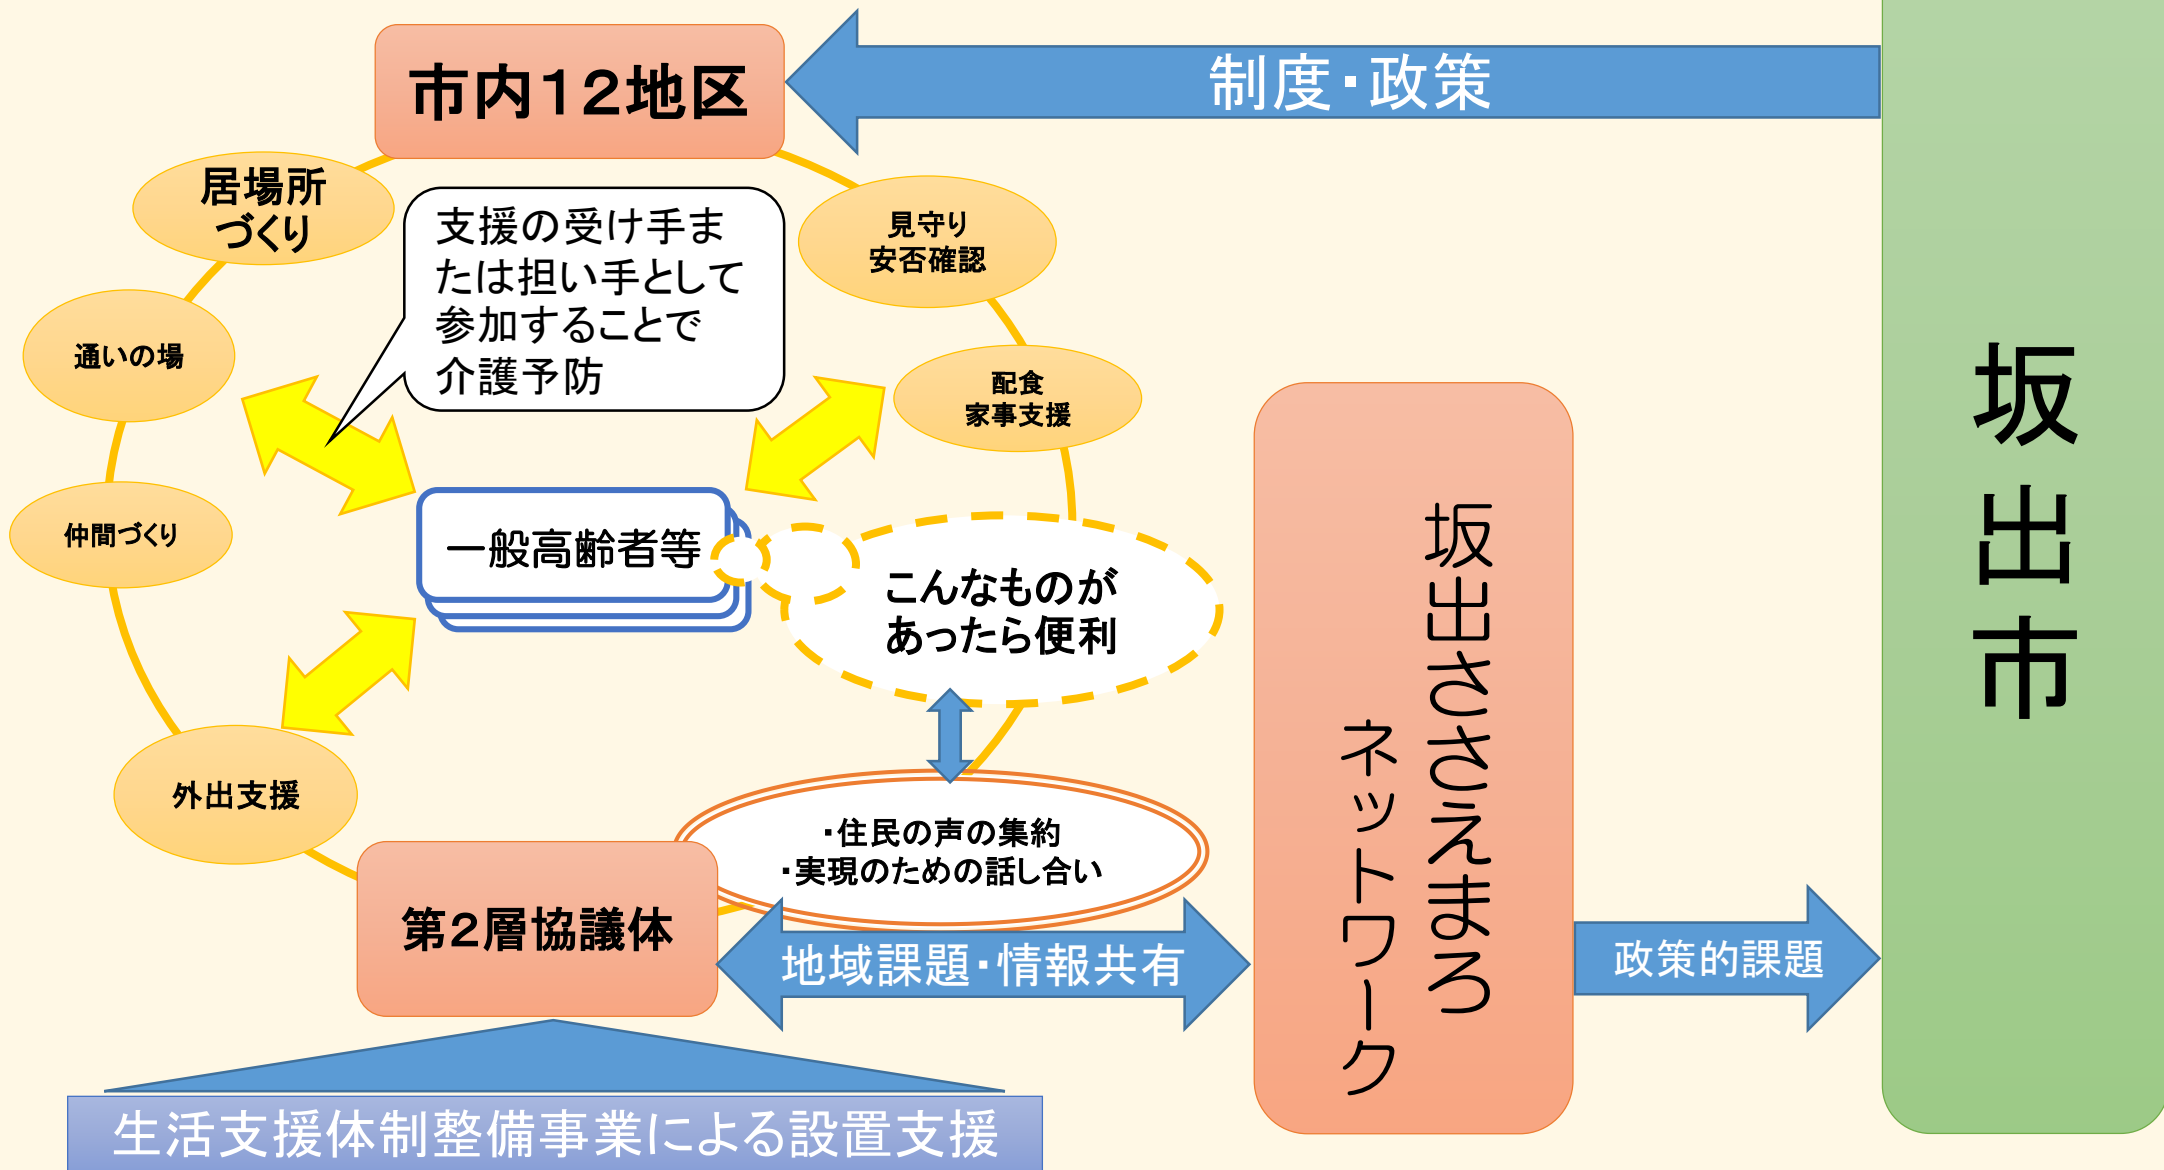 市内12地区
制度・政策
居場所
づくり
支援の受け手ま
たは担い手として
参加することで
介護予防
見守り
安否確認
通いの場
配食
家事支援
仲間づくり
一般高齢者等
こんなものが
あったら便利
外出支援
・住民の声の集約
・実現のための話し合い
第2層協議体
地域課題・情報共有
坂出ささえまろ
ネットワーク
政策的課題
坂出市
生活支援体制整備事業による設置支援